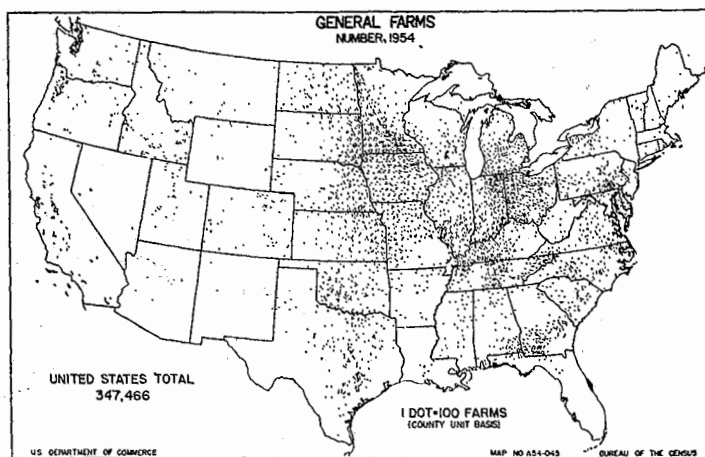 GENERAL FARMS
NUMBER, 1954
UNITED STATES TOTAL
347,466
1 DOT=100 FARMS
(COUNTY UNIT BASIS)
U.S. DEPARTMENT OF COMMERCE
MAP NO. A54-043
BUREAU OF THE CENSUS